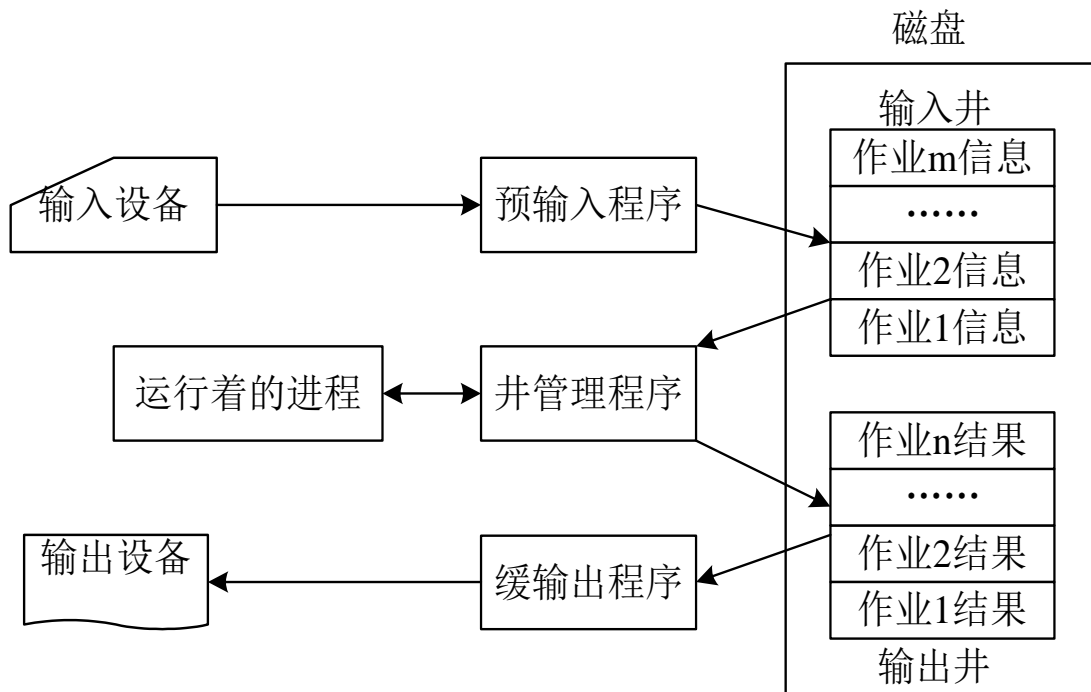 磁盘
输入井
作业m信息
……
作业2信息
作业1信息
输入设备
预输入程序
运行着的进程
井管理程序
作业n结果
……
作业2结果
作业1结果
输出井
输出设备
缓输出程序